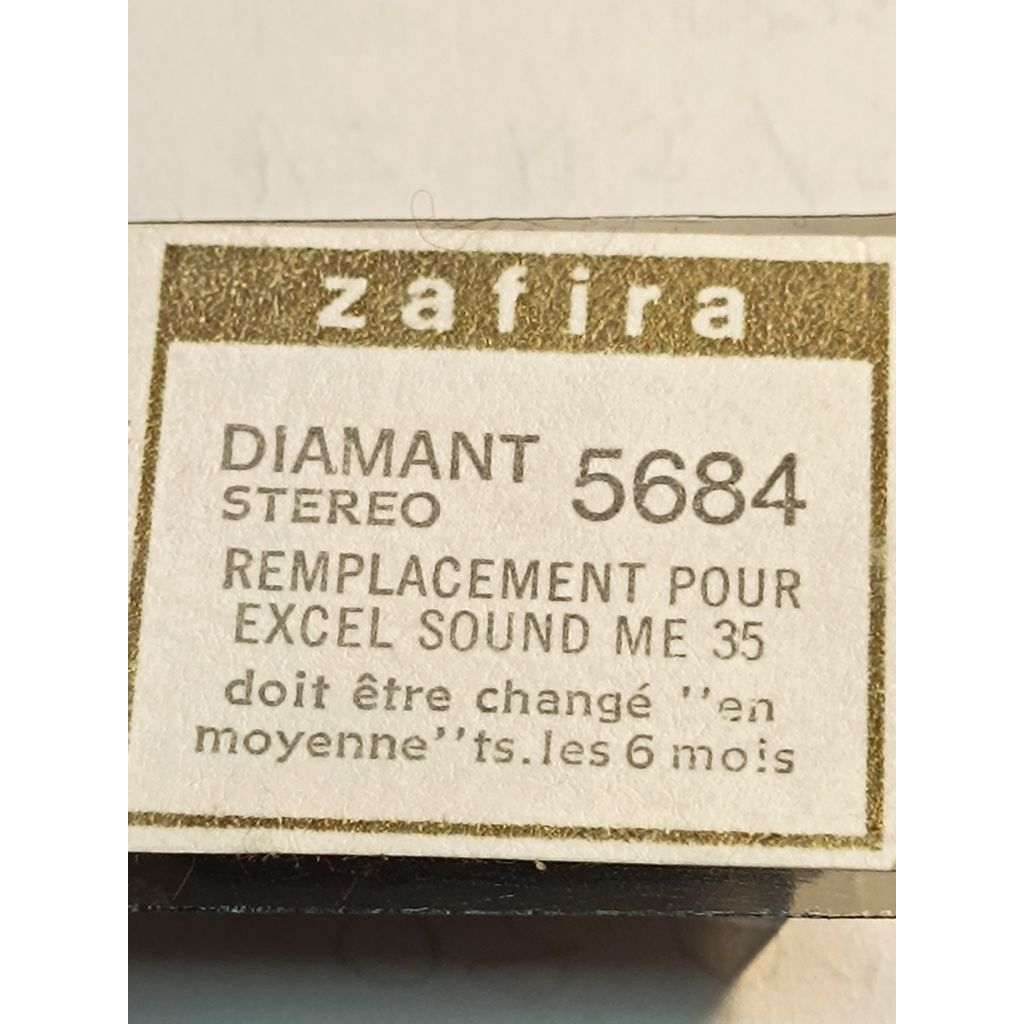 zafira
DIAMANT 5684
STEREO
REMPLACEMENT POUR
EXCEL SOUND ME 35
doit être changé "en
moyenne" ts. les 6 mois